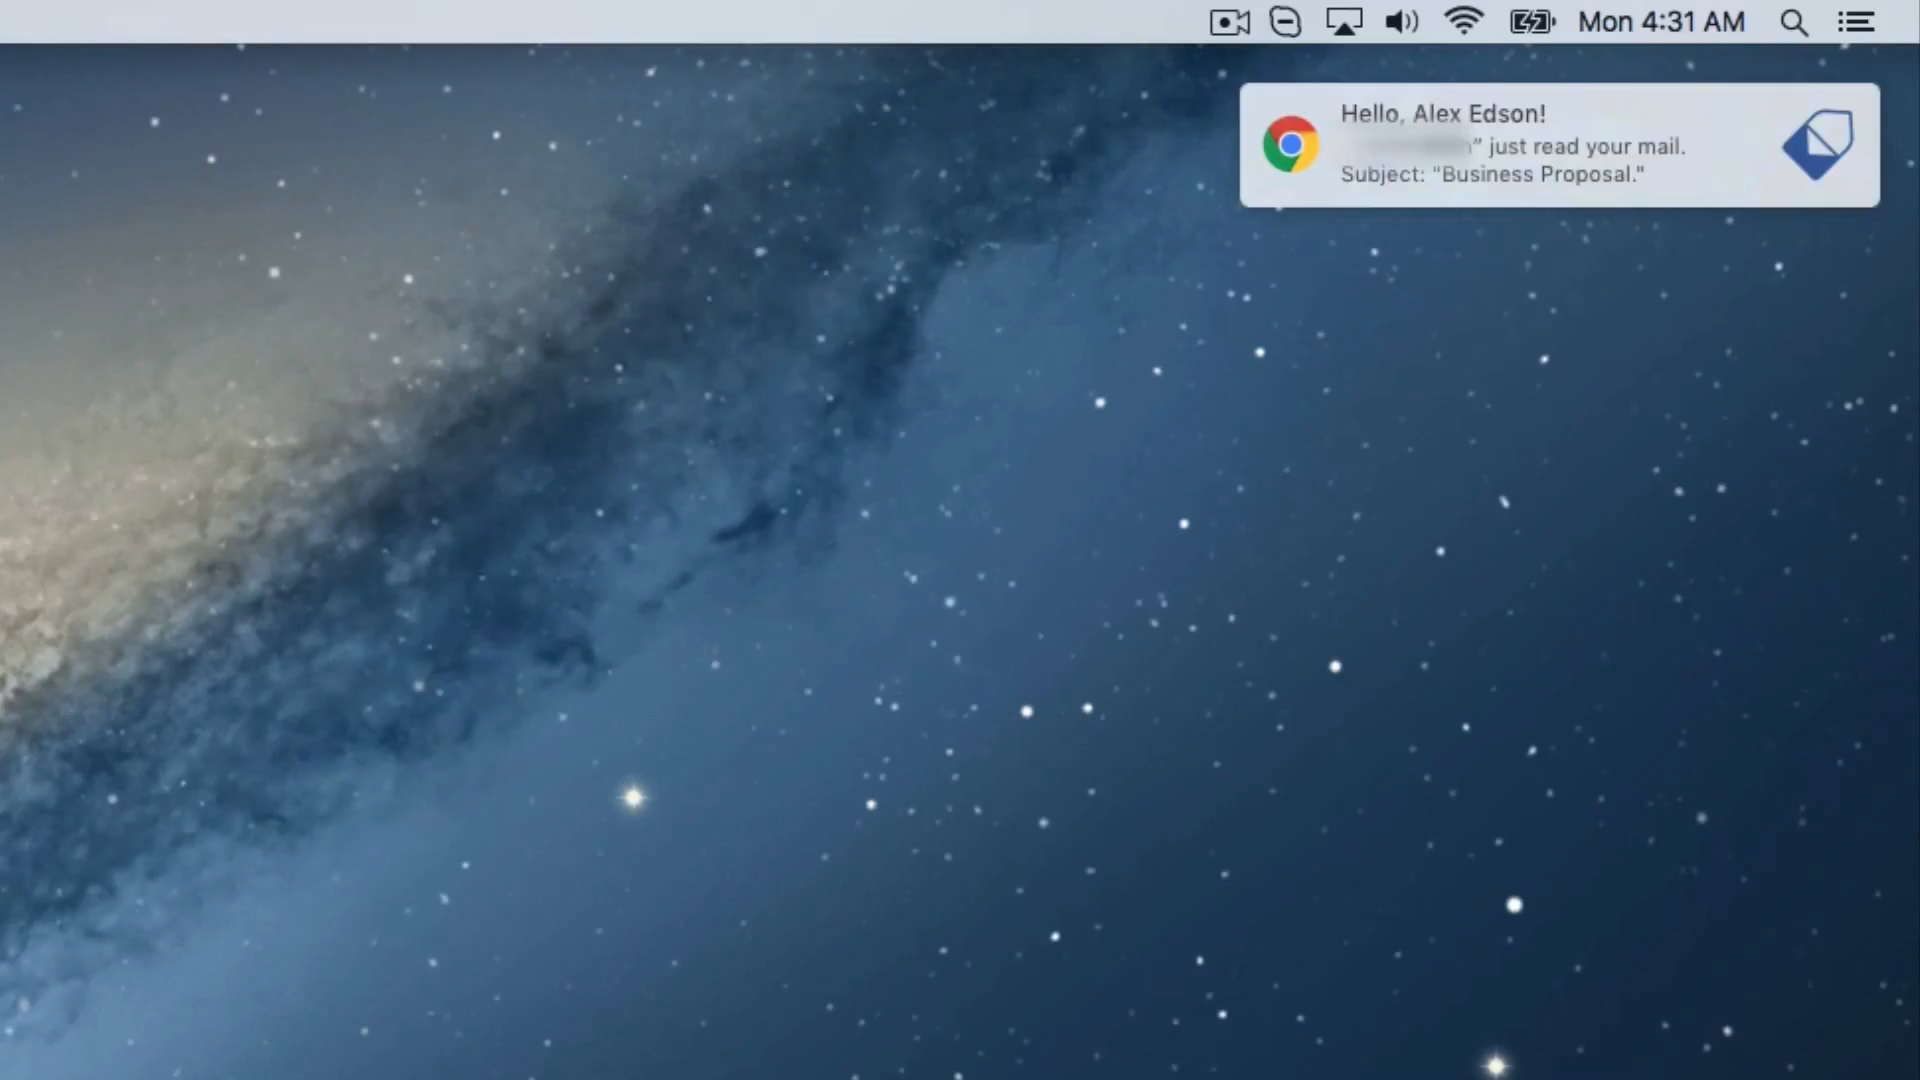 Mon 4:31 AM
Hello, Alex Edson!
" just read your mail.
Subject: “Business Proposal."